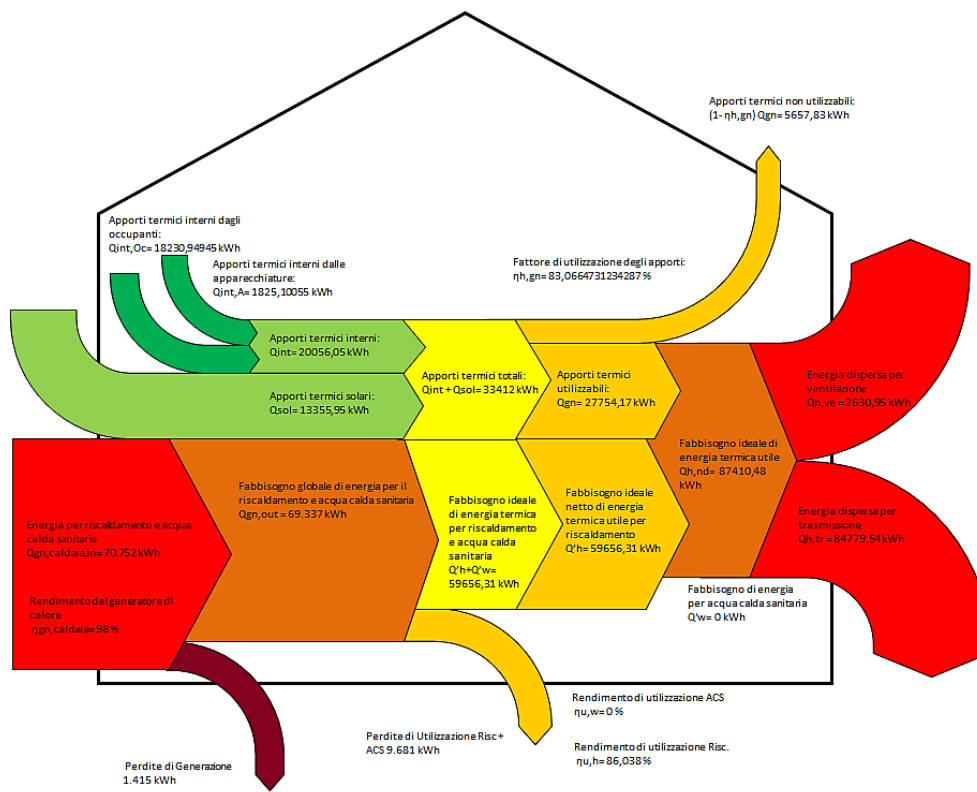 Apporti termici non utilizzabili:
(1- ηh,gn) Qgn= 5657,83 kWh
Apporti termici interni dagli
occupanti:
Qint,Oc= 18230,94945 kWh
Apporti termici interni dalle
apparecchiature:
Qint,A= 1825,10055 kWh
Fattore di utilizzazione degli apporti:
ηh,gn= 83,0664731234287 %
Apporti termici interni:
Qint= 20056,05 kWh
Apporti termici totali:
Qint + Qsol= 33412 kWh
Apporti termici
utilizzabili:
Qgn= 27754,17 kWh
Energia dispersa per
ventilazione
Qh,ve= 2630,95 kWh
Apporti termici solari:
Qsol= 13355,95 kWh
Fabbisogno ideale di
energia termica utile
Qh,nd= 87410,48
kWh
Fabbisogno globale di energia per il
riscaldamento e acqua calda sanitaria
Qgn,out = 69.337 kWh
Fabbisogno ideale
di energia termica
per riscaldamento
e acqua calda
sanitaria
Q'h+Q'w=
59656,31 kWh
Fabbisogno ideale
netto di energia
termica utile per
riscaldamento
Q'h= 59656,31 kWh
Energia dispersa per
trasmissione
Qh,tr= 84779,54 kWh
Energia per riscaldamento e acqua
calda sanitaria
Qgn,caldaia,in= 70.752 kWh
Rendimento del generatore di
calore
ηgn,caldaia= 98%
Fabbisogno di energia
per acqua calda sanitaria
Q'w= 0 kWh
Rendimento di utilizzazione ACS
ηu,w= 0 %
Perdite di Utilizzazione Risc +
ACS 9.681 kWh
Rendimento di utilizzazione Risc.
ηu,h= 86,038 %
Perdite di Generazione
1.415 kWh